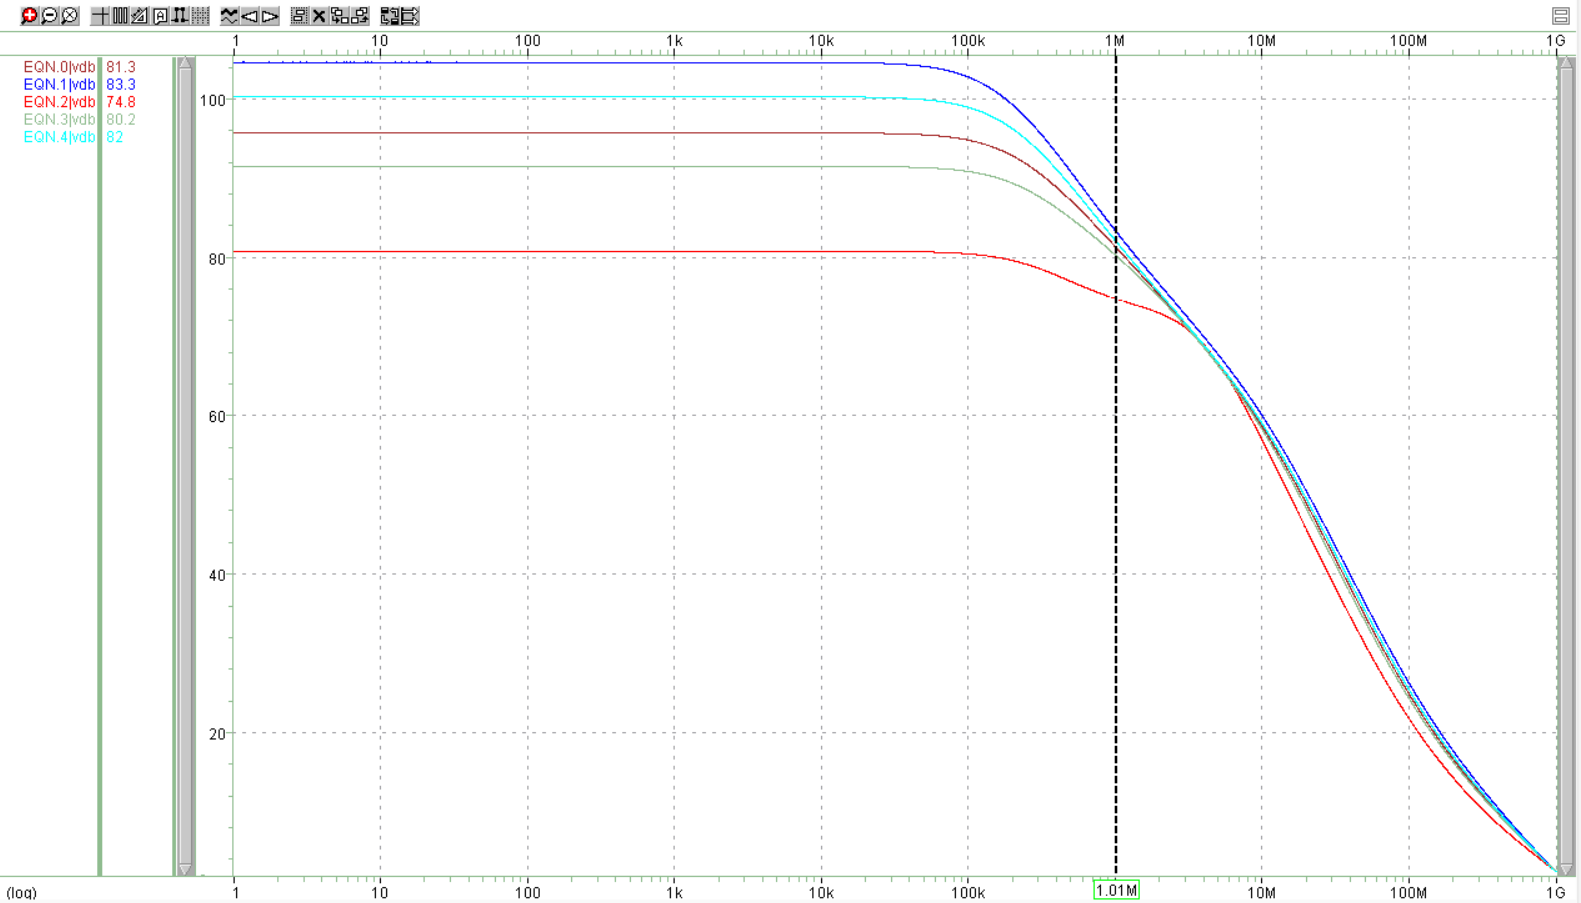 1 10 100 1k 10k 100k 1M 10M 100M 1G
EQN.0|vdb 81.3
EQN.1|vdb 83.3
EQN.2|vdb 74.8
EQN.3|vdb 80.2
EQN.4|vdb 82
100
80
60
40
20
(log) 1 10 100 1k 10k 100k 1.01M 10M 100M 1G